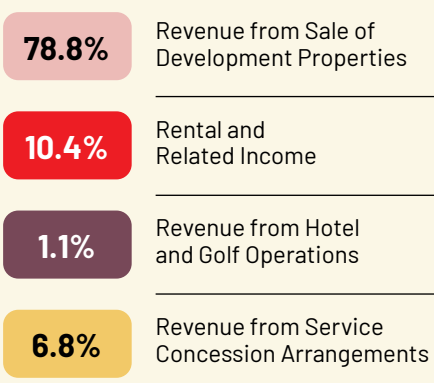 78.8%
Revenue from Sale of
Development Properties
10.4%
Rental and
Related Income
1.1%
Revenue from Hotel
and Golf Operations
6.8%
Revenue from Service
Concession Arrangements